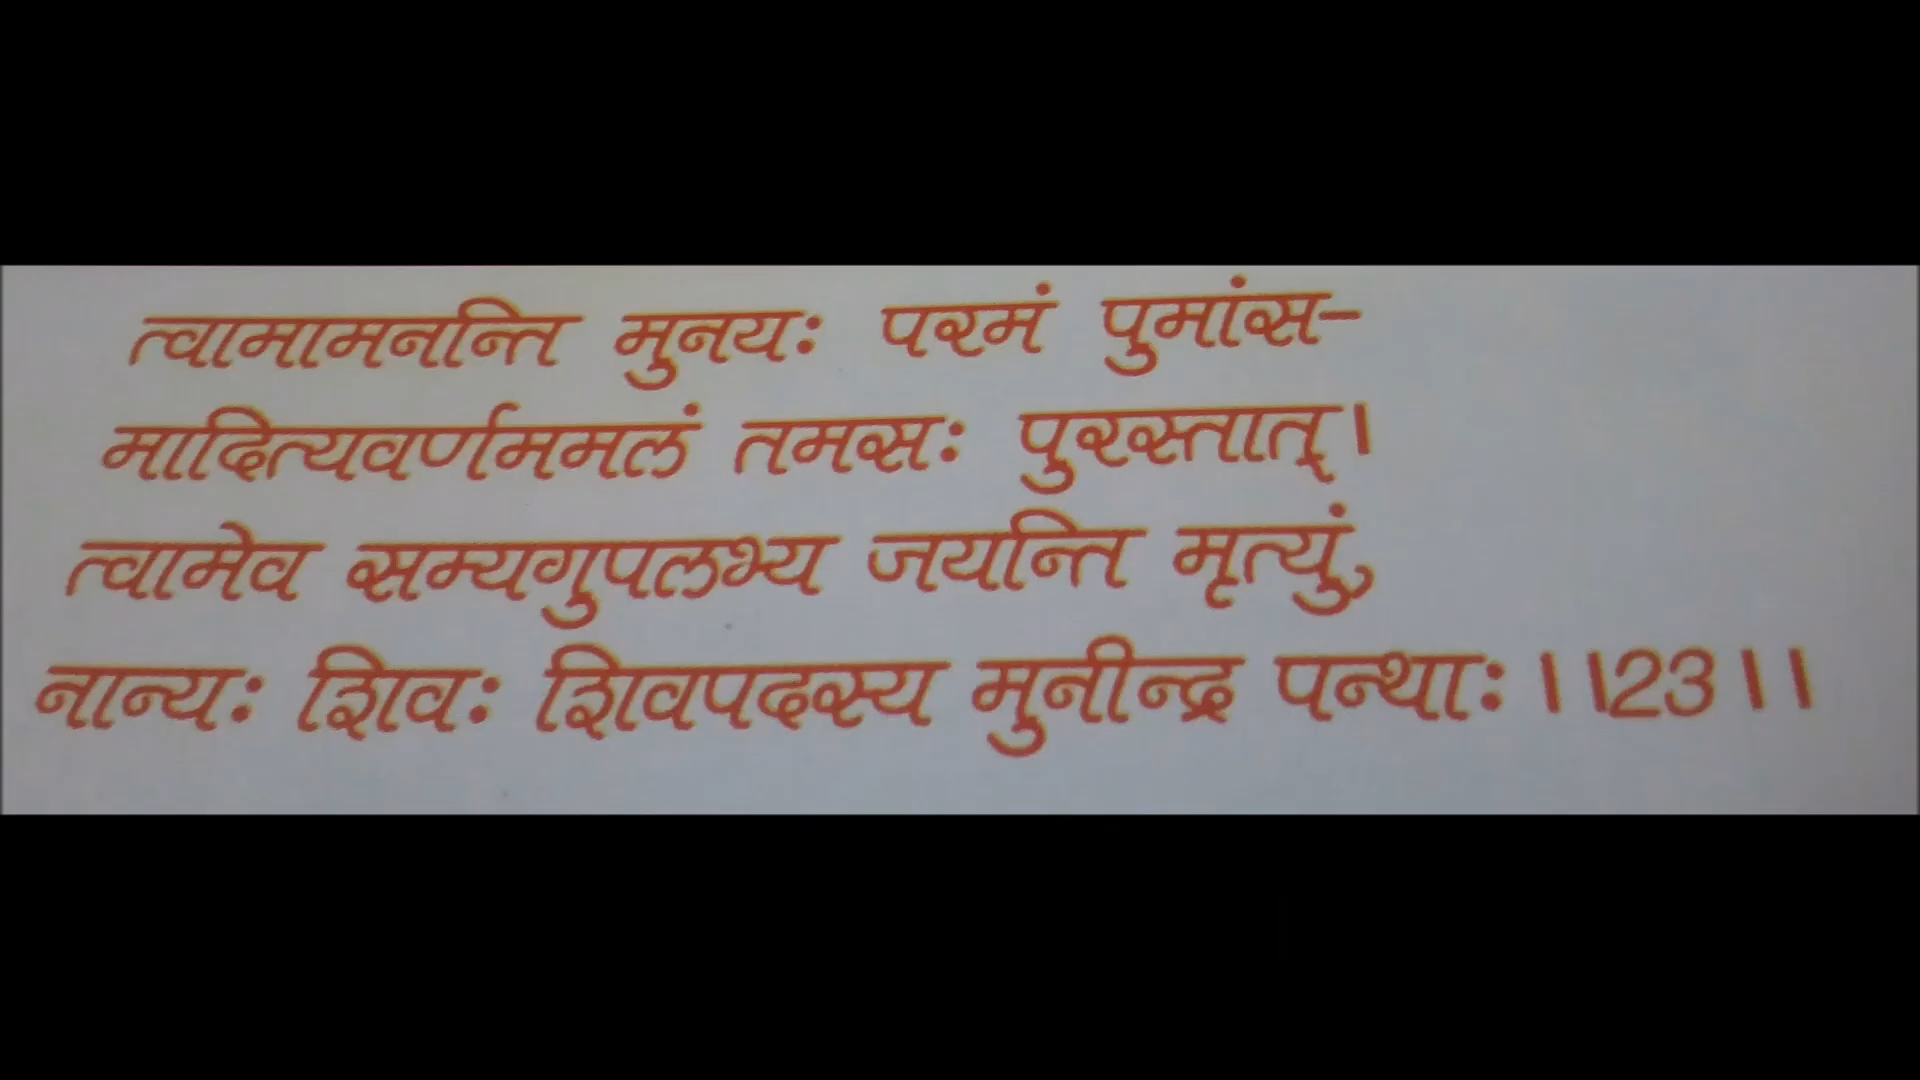 त्वामामनन्ति मुनयः परमं पुमांस-
मादित्यवर्णममलं तमसः पुरस्तात्।
त्वामेव सम्यगुपलभ्य जयन्ति मृत्युं,
नान्यः शिवः शिवपदस्य मुनीन्द्र पन्थाः ।।23।।